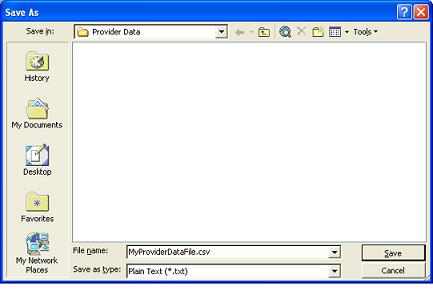 Save As
Save in:
Provider Data
Tools
History
My Documents
Desktop
Favorites
My Network
Places
File name:
MyProviderDataFile.csv
Save
Save as type:
Plain Text (*.txt)
Cancel